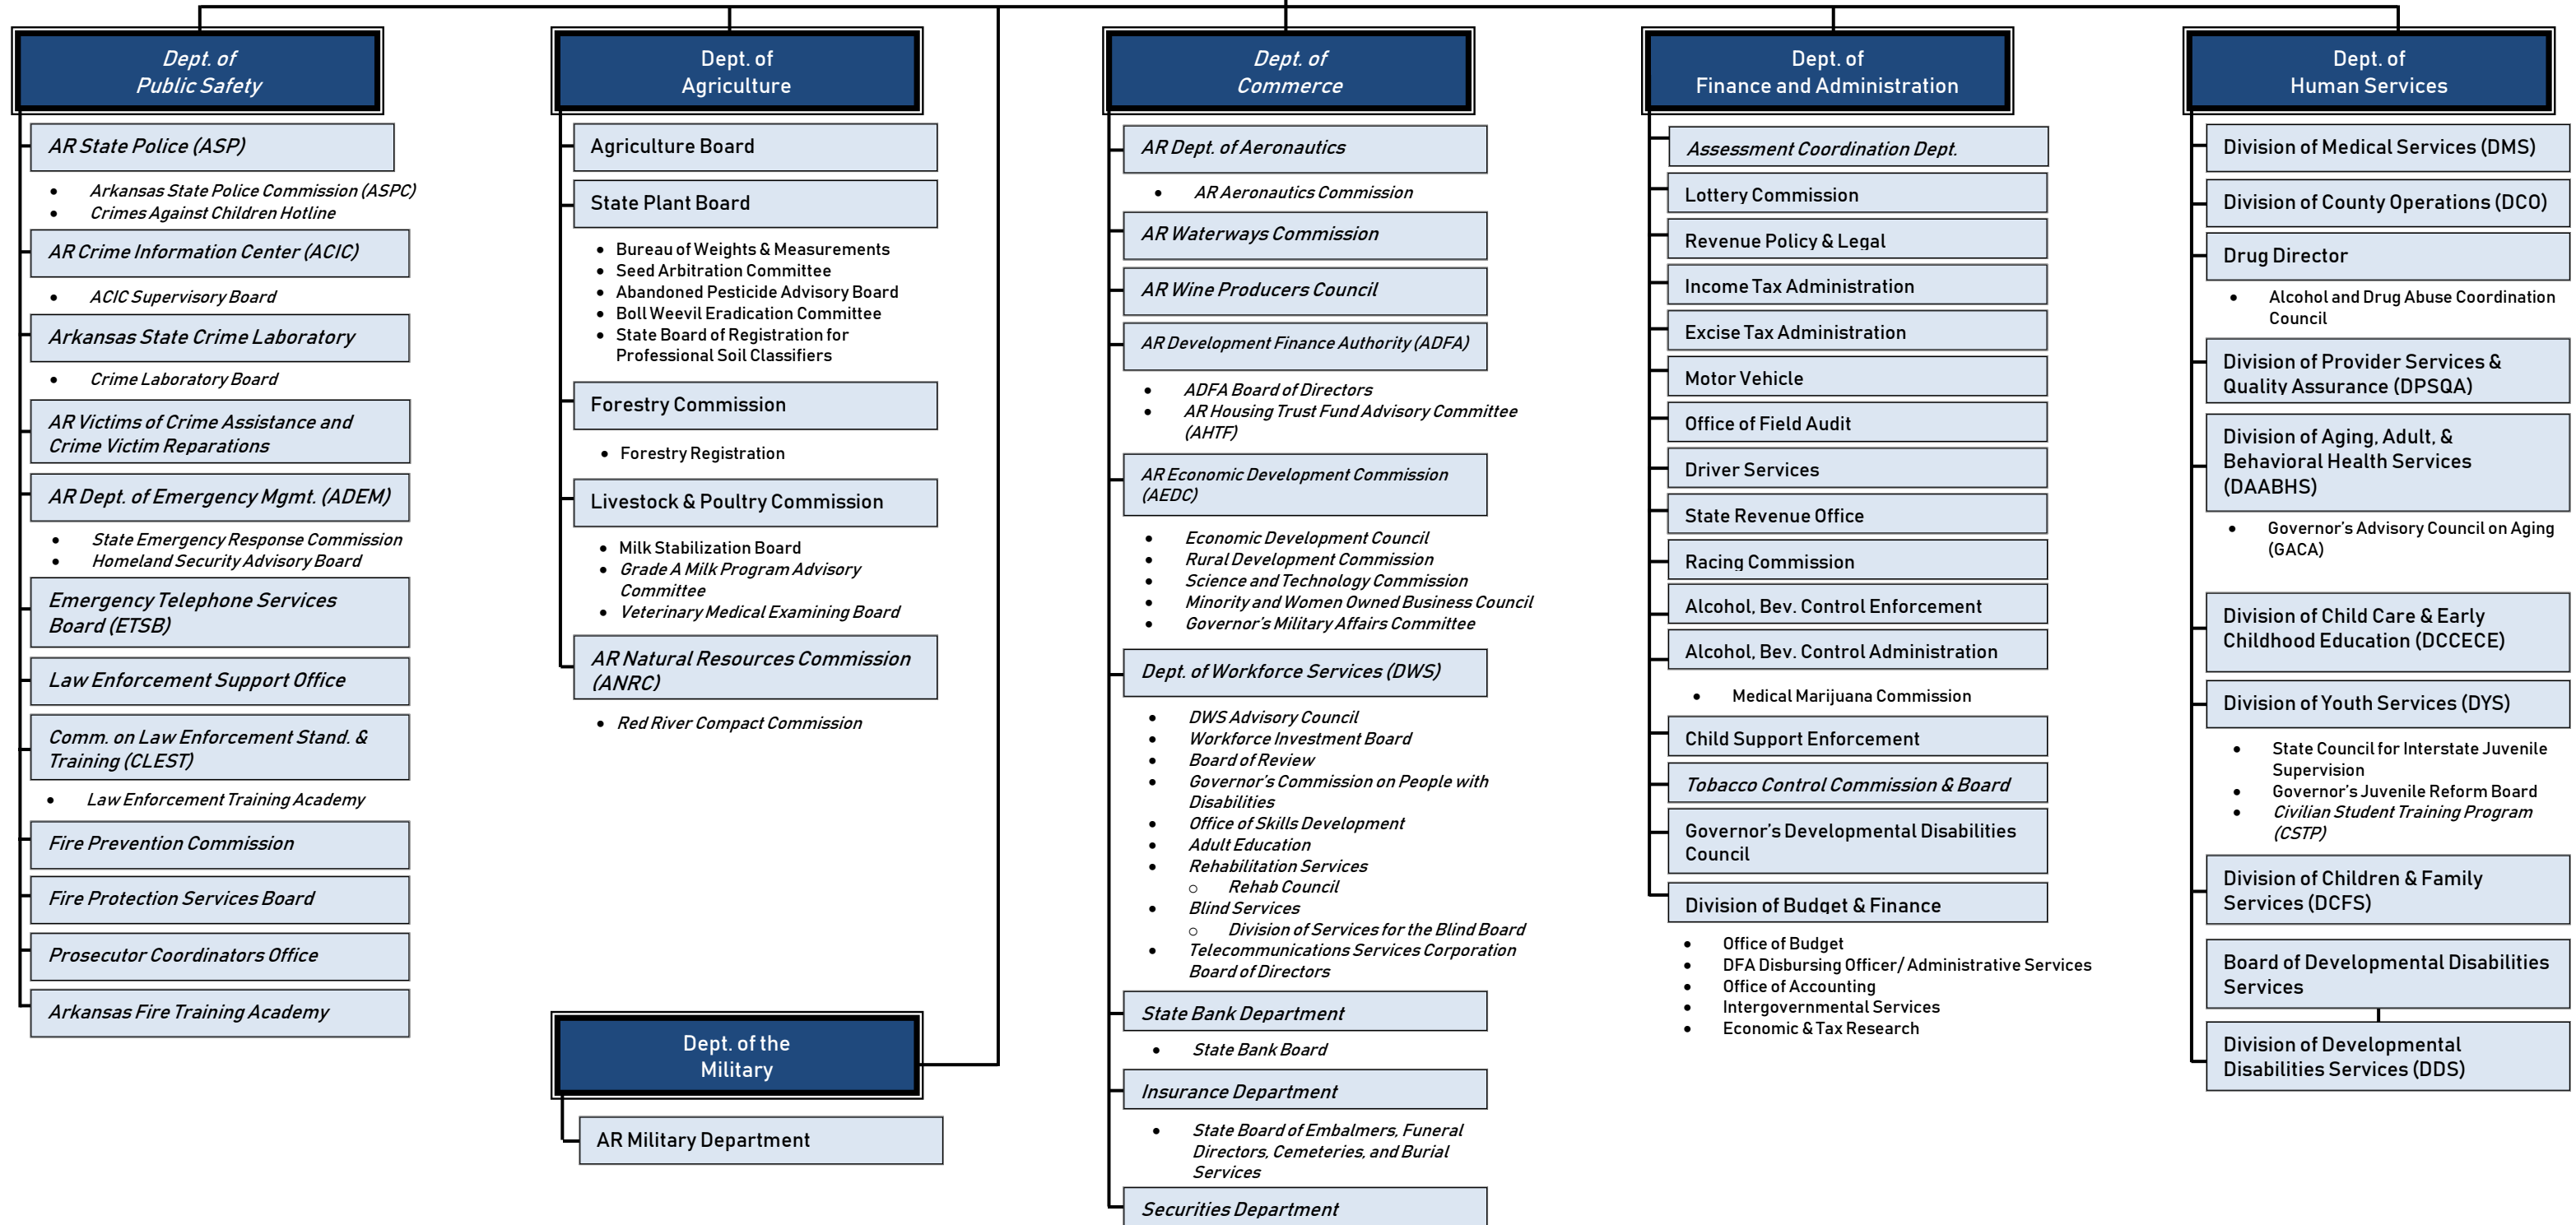 Dept. of
Public Safety
AR State Police (ASP)
• Arkansas State Police Commission (ASPC)
• Crimes Against Children Hotline
AR Crime Information Center (ACIC)
• ACIC Supervisory Board
Arkansas State Crime Laboratory
• Crime Laboratory Board
AR Victims of Crime Assistance and
Crime Victim Reparations
AR Dept. of Emergency Mgmt. (ADEM)
• State Emergency Response Commission
• Homeland Security Advisory Board
Emergency Telephone Services
Board (ETSB)
Law Enforcement Support Office
Comm. on Law Enforcement Stand. &
Training (CLEST)
• Law Enforcement Training Academy
Fire Prevention Commission
Fire Protection Services Board
Prosecutor Coordinators Office
Arkansas Fire Training Academy
Dept. of
Agriculture
Agriculture Board
State Plant Board
• Bureau of Weights & Measurements
• Seed Arbitration Committee
• Abandoned Pesticide Advisory Board
• Boll Weevil Eradication Committee
• State Board of Registration for
Professional Soil Classifiers
Forestry Commission
• Forestry Registration
Livestock & Poultry Commission
• Milk Stabilization Board
• Grade A Milk Program Advisory
Committee
• Veterinary Medical Examining Board
AR Natural Resources Commission
(ANRC)
• Red River Compact Commission
Dept. of the
Military
AR Military Department
Dept. of
Commerce
AR Dept. of Aeronautics
• AR Aeronautics Commission
AR Waterways Commission
AR Wine Producers Council
AR Development Finance Authority (ADFA)
• ADFA Board of Directors
• AR Housing Trust Fund Advisory Committee
(AHTF)
AR Economic Development Commission
(AEDC)
• Economic Development Council
• Rural Development Commission
• Science and Technology Commission
• Minority and Women Owned Business Council
• Governor's Military Affairs Committee
Dept. of Workforce Services (DWS)
• DWS Advisory Council
• Workforce Investment Board
• Board of Review
• Governor's Commission on People with
Disabilities
• Office of Skills Development
• Adult Education
• Rehabilitation Services
○ Rehab Council
• Blind Services
○ Division of Services for the Blind Board
• Telecommunications Services Corporation
Board of Directors
State Bank Department
• State Bank Board
Insurance Department
• State Board of Embalmers, Funeral
Directors, Cemeteries, and Burial
Services
Securities Department
Dept. of
Finance and Administration
Assessment Coordination Dept.
Lottery Commission
Revenue Policy & Legal
Income Tax Administration
Excise Tax Administration
Motor Vehicle
Office of Field Audit
Driver Services
State Revenue Office
Racing Commission
Alcohol, Bev. Control Enforcement
Alcohol, Bev. Control Administration
• Medical Marijuana Commission
Child Support Enforcement
Tobacco Control Commission & Board
Governor's Developmental Disabilities
Council
Division of Budget & Finance
• Office of Budget
• DFA Disbursing Officer/ Administrative Services
• Office of Accounting
• Intergovernmental Services
• Economic & Tax Research
Dept. of
Human Services
Division of Medical Services (DMS)
Division of County Operations (DCO)
Drug Director
• Alcohol and Drug Abuse Coordination
Council
Division of Provider Services &
Quality Assurance (DPSQA)
Division of Aging, Adult, &
Behavioral Health Services
(DAABHS)
• Governor's Advisory Council on Aging
(GACA)
Division of Child Care & Early
Childhood Education (DCCECE)
Division of Youth Services (DYS)
• State Council for Interstate Juvenile
Supervision
• Governor's Juvenile Reform Board
• Civilian Student Training Program
(CSTP)
Division of Children & Family
Services (DCFS)
Board of Developmental Disabilities
Services
Division of Developmental
Disabilities Services (DDS)